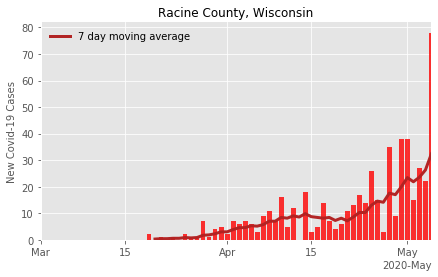 Racine County, Wisconsin
7 day moving average
New Covid-19 Cases
80
70
60
50
40
30
20
10
0
Mar
15
Apr
15
May
2020-May